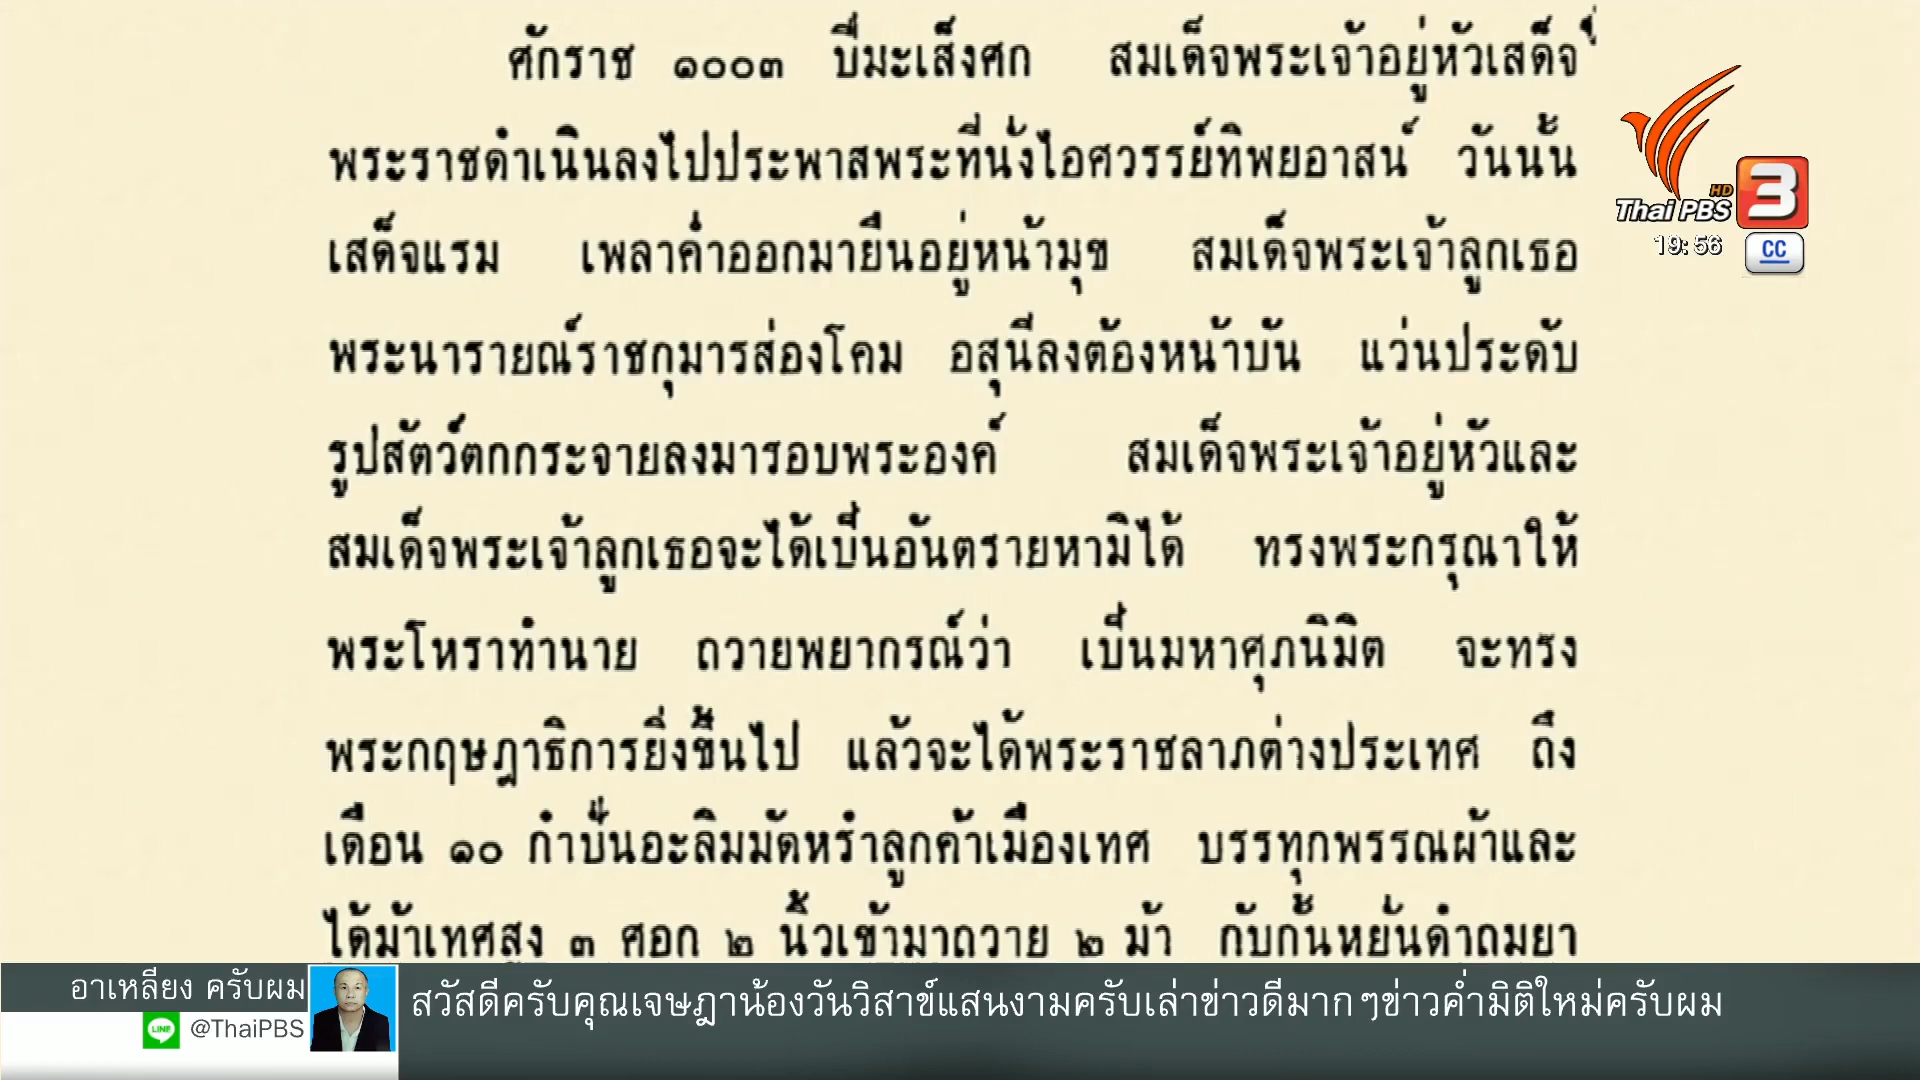 ศักราช ๑๐๐๓ ปีมะเส็งศก สมเด็จพระเจ้าอยู่หัวเสด็จ
พระราชดำเนินลงไปประพาสพระที่นั่งไอศวรรย์ทิพยอาสน์ วันนั้น
เสด็จแรม เพลาค่ำออกมายืนอยู่หน้ามุข สมเด็จพระเจ้าลูกเธอ
พระนารายณ์ราชกุมารส่องโคม อสุนีลงต้องหน้าบัน แว่นประดับ
รูปสัตว์ตกกระจายลงมารอบพระองค์ สมเด็จพระเจ้าอยู่หัวและ
สมเด็จพระเจ้าลูกเธอจะได้เป็นอันตรายหามิได้ ทรงพระกรุณาให้
พระโหราทำนาย ถวายพยากรณ์ว่า เป็นมหาศุภนิมิต จะทรง
พระกฤษฎาธิการยิ่งขึ้นไป แล้วจะได้พระราชลาภต่างประเทศ ถึง
เดือน ๑๐ กำปั่นอะลิมมัดหรำลูกค้าเมืองเทศ บรรทุกพรรณผ้าและ
ได้ม้าเทศสูง ๓ ศอก ๒ นิ้วเข้ามาถวาย ๒ ม้า กับกั้นหยั่นดำถมยา
Thai PBS HD 3
19:56 CC
อาเหลียง ครับผม
LINE @ThaiPBS
สวัสดีครับคุณเจษฎาน้องวันวิสาข์แสนงามครับเล่าข่าวดีมากๆข่าวค่ำมิติใหม่ครับผม